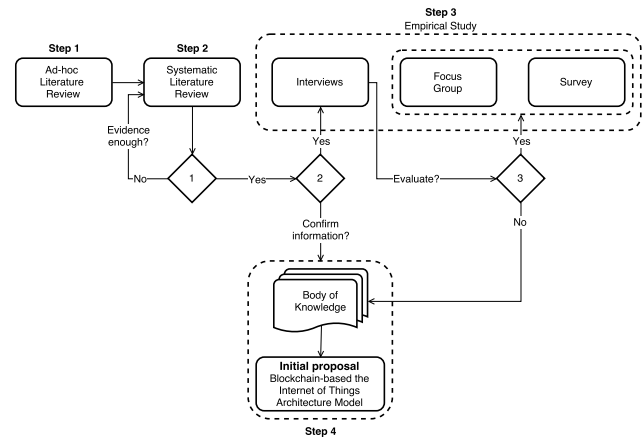 Step 3
Empirical Study
Step 1
Step 2
Ad-hoc
Literature
Review
Systematic
Literature
Review
Interviews
Focus
Group
Survey
Evidence
enough?
Yes
Yes
No
1
Yes
2
Evaluate?
3
Confirm
information?
No
Body of
Knowledge
Initial proposal
Blockchain-based the
Internet of Things
Architecture Model
Step 4